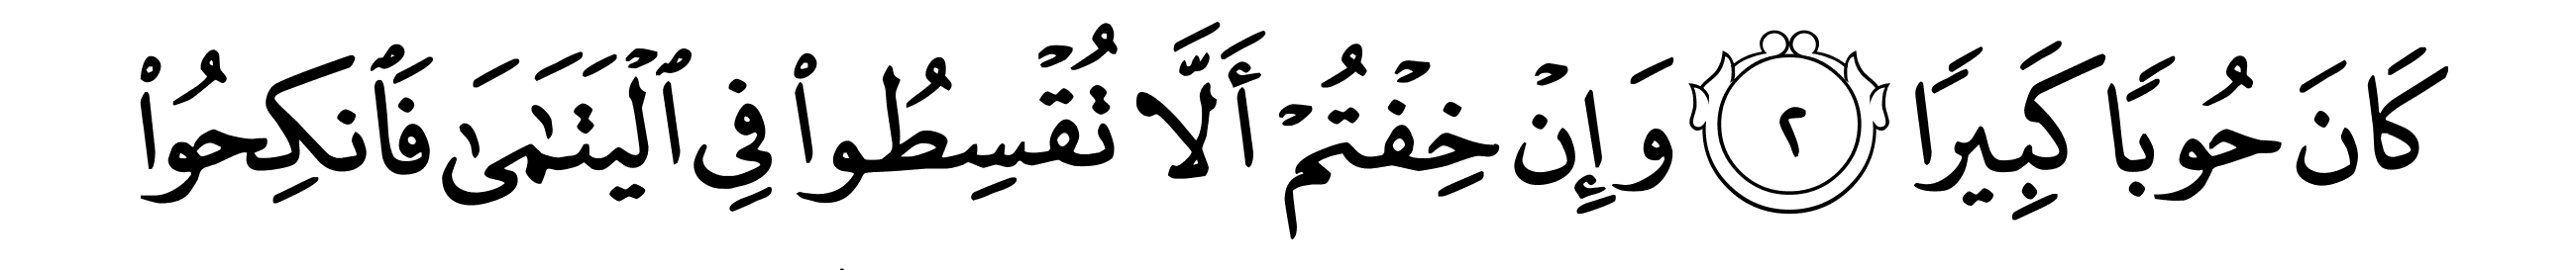 كَانَ حُوبًا كَبِيرًا ٢ وَإِنْ خِفْتُمْ أَلَّا تُقْسِطُوا۟ فِى ٱلْيَتَـٰمَىٰ فَٱنكِحُوا۟